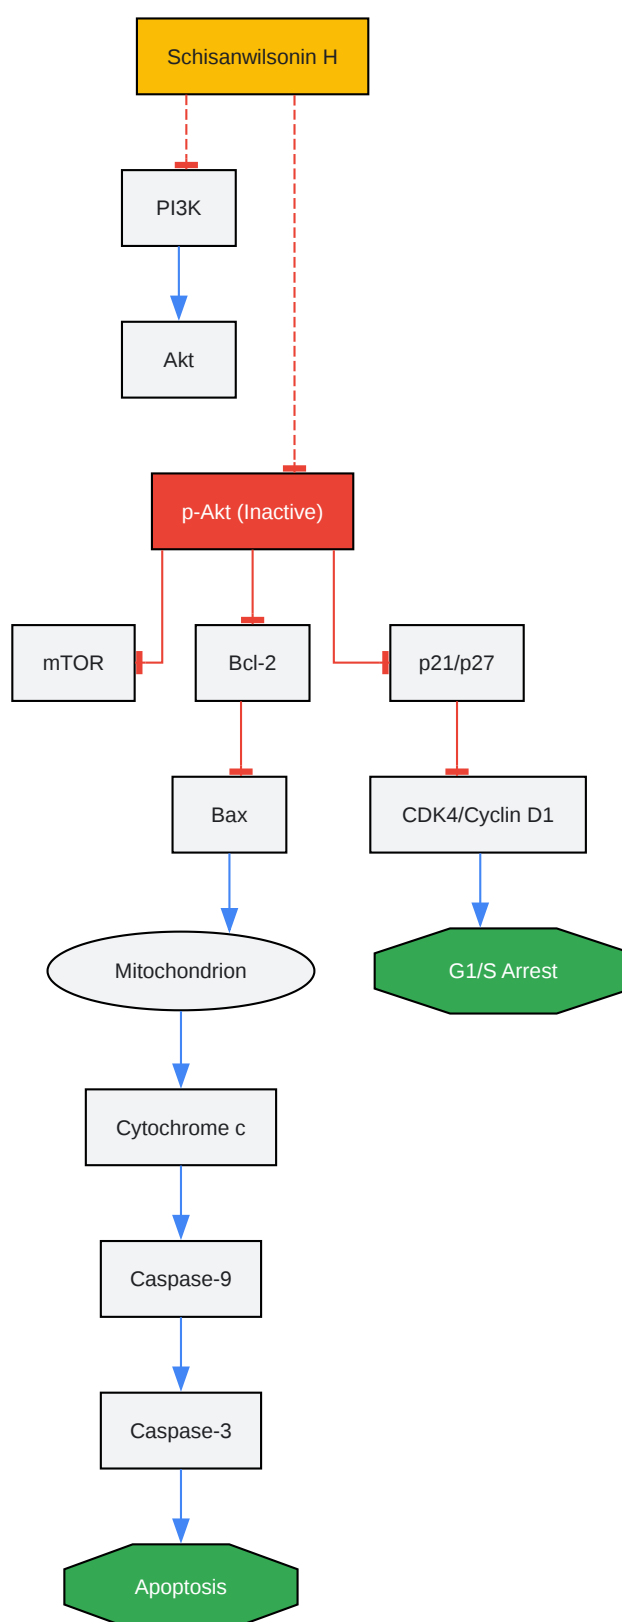 Schisanwilsonin H
PI3K
Akt
p-Akt (Inactive)
mTOR
Bcl-2
p21/p27
Bax
CDK4/Cyclin D1
Mitochondrion
G1/S Arrest
Cytochrome c
Caspase-9
Caspase-3
Apoptosis